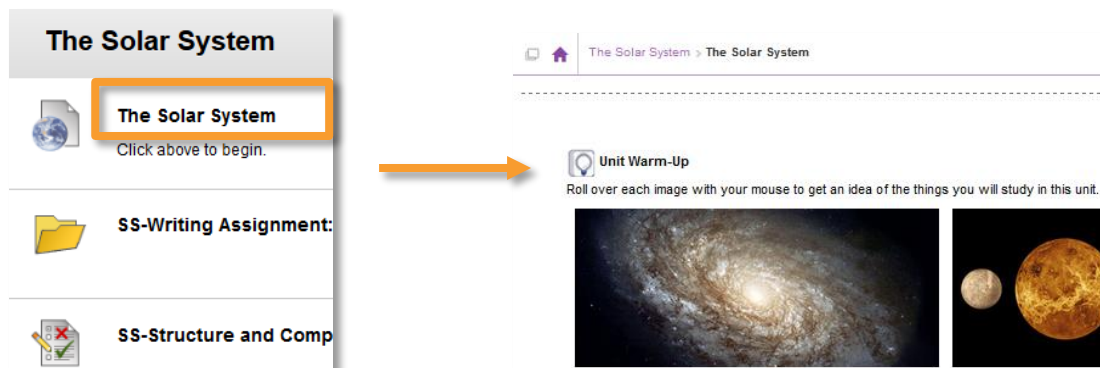 The Solar System
The Solar System
Click above to begin.
SS-Writing Assignment:
SS-Structure and Comp
The Solar System > The Solar System
Unit Warm-Up
Roll over each image with your mouse to get an idea of the things you will study in this unit.